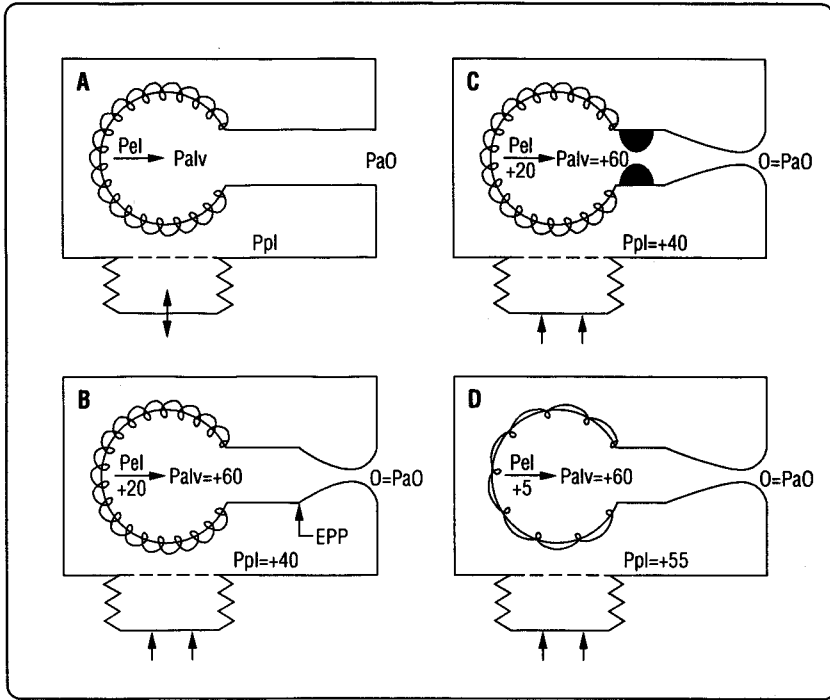 A
Pel
Palv
PaO
Ppl
C
Pel
+20
Palv=+60
O=PaO
Ppl=+40
B
Pel
+20
Palv=+60
O=PaO
EPP
Ppl=+40
D
Pel
+5
Palv=+60
O=PaO
Ppl=+55